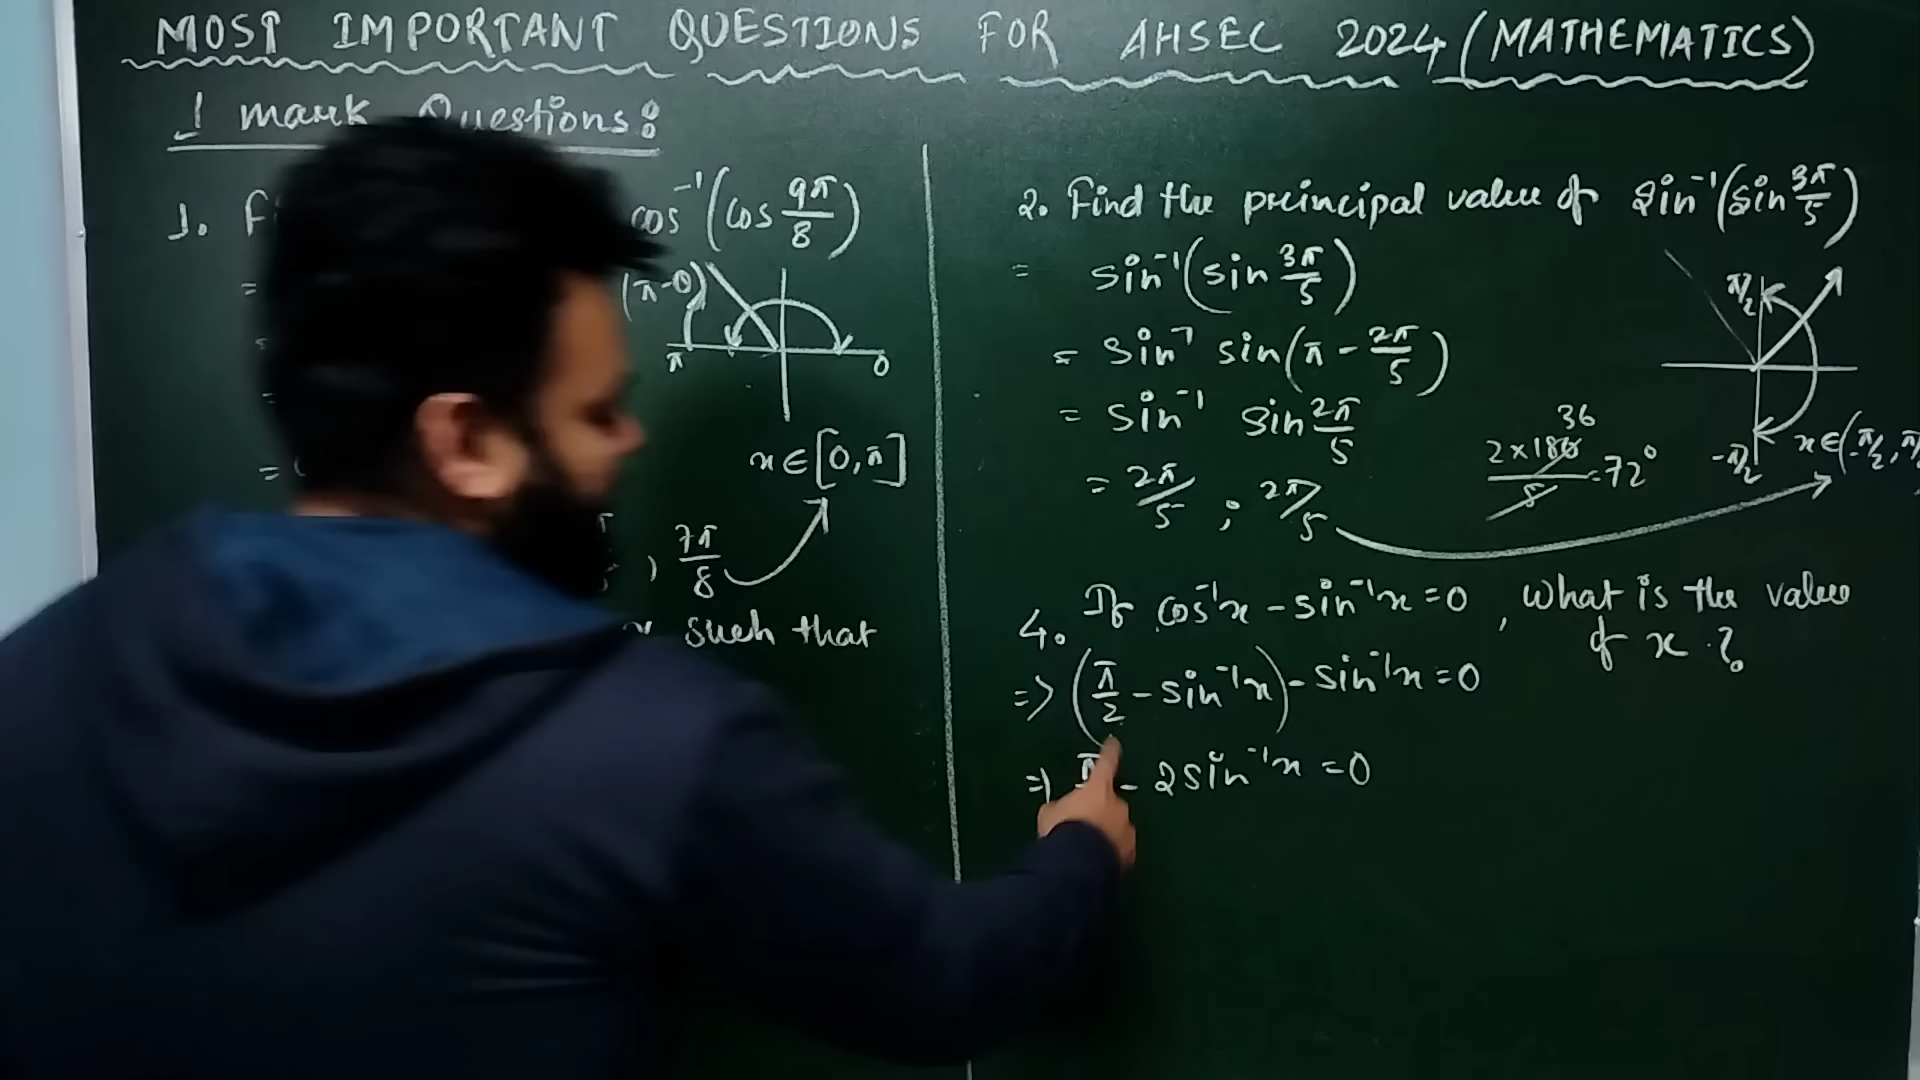 MOST IMPORTANT QUESTIONS FOR AHSEC 2024 (MATHEMATICS)
1 mark Questions:
1. cos⁻¹(cos 9π/8)
=
(π-θ)
=
π 0
=
x∈[0,π]
=
, 7π/8
such that
2. Find the principal value of sin⁻¹(sin 3π/5)
= sin⁻¹(sin 3π/5)
= sin⁻¹ sin(π - 2π/5)
= sin⁻¹ sin 2π/5
= 2π/5 ; 2π/5
π/2
-π/2
x∈(-π/2, π/
36
2×180/5 = 72°
4. If cos⁻¹x - sin⁻¹x = 0, What is the value
of x ?
=> (π/2 - sin⁻¹x) - sin⁻¹x = 0
=> π - 2sin⁻¹x = 0